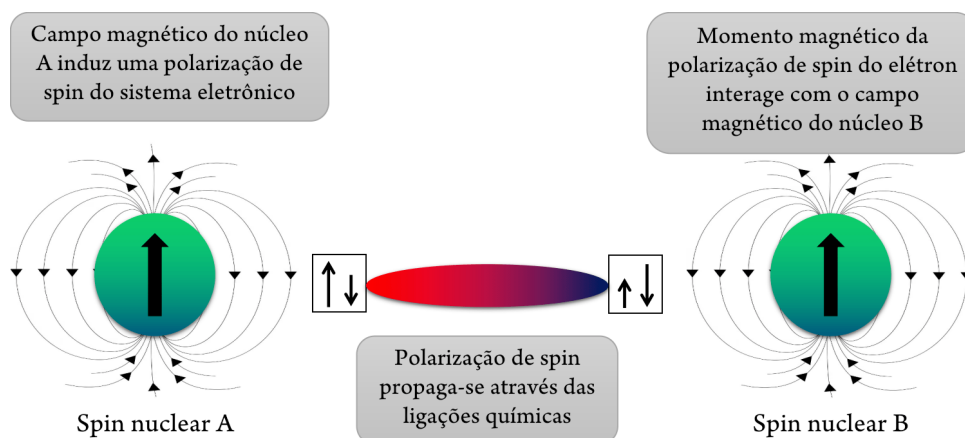 Campo magnético do núcleo
A induz uma polarização de
spin do sistema eletrônico
Momento magnético da
polarização de spin do elétron
interage com o campo
magnético do núcleo B
Polarização de spin
propaga-se através das
ligações químicas
Spin nuclear A
Spin nuclear B